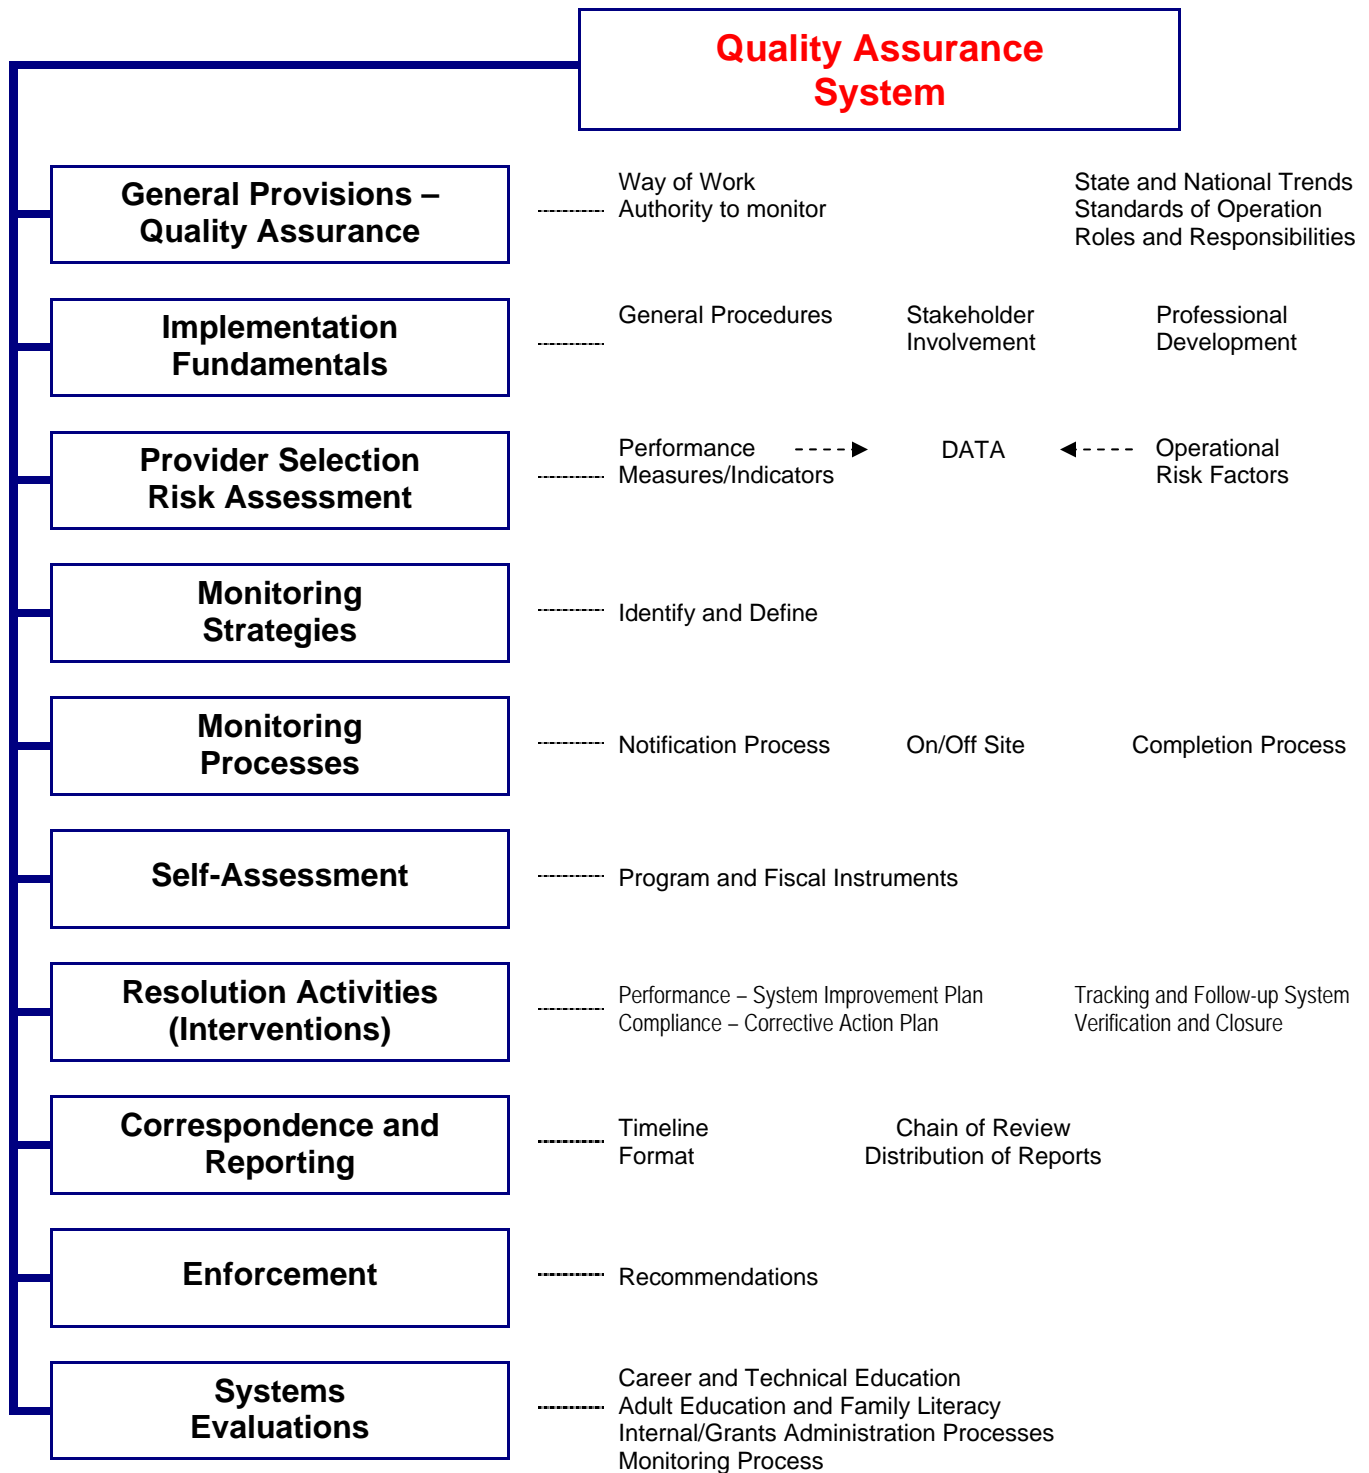 Quality Assurance
System
General Provisions –
Quality Assurance
Way of Work
Authority to monitor
State and National Trends
Standards of Operation
Roles and Responsibilities
Implementation
Fundamentals
General Procedures
Stakeholder
Involvement
Professional
Development
Provider Selection
Risk Assessment
Performance
Measures/Indicators
DATA
Operational
Risk Factors
Monitoring
Strategies
Identify and Define
Monitoring
Processes
Notification Process
On/Off Site
Completion Process
Self-Assessment
Program and Fiscal Instruments
Resolution Activities
(Interventions)
Performance – System Improvement Plan
Compliance – Corrective Action Plan
Tracking and Follow-up System
Verification and Closure
Correspondence and
Reporting
Timeline
Format
Chain of Review
Distribution of Reports
Enforcement
Recommendations
Systems
Evaluations
Career and Technical Education
Adult Education and Family Literacy
Internal/Grants Administration Processes
Monitoring Process